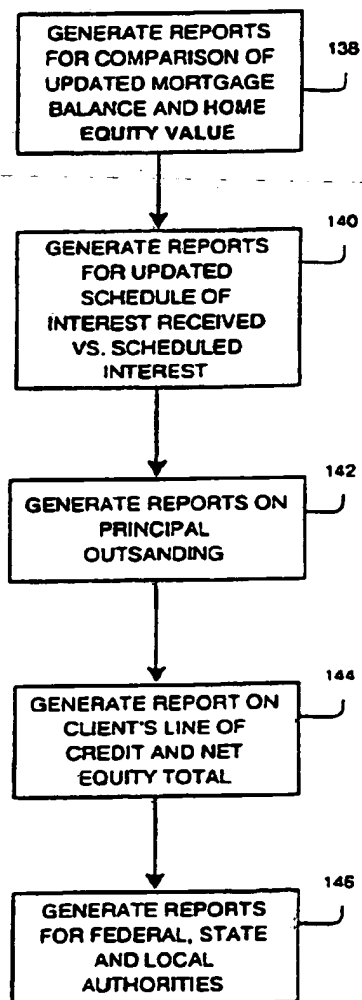 GENERATE REPORTS
FOR COMPARISON OF
UPDATED MORTGAGE
BALANCE AND HOME
EQUITY VALUE
138
GENERATE REPORTS
FOR UPDATED
SCHEDULE OF
INTEREST RECEIVED
VS. SCHEDULED
INTEREST
140
GENERATE REPORTS ON
PRINCIPAL
OUTSANDING
142
GENERATE REPORT ON
CLIENT'S LINE OF
CREDIT AND NET
EQUITY TOTAL
144
GENERATE REPORTS
FOR FEDERAL, STATE
AND LOCAL
AUTHORITIES
146